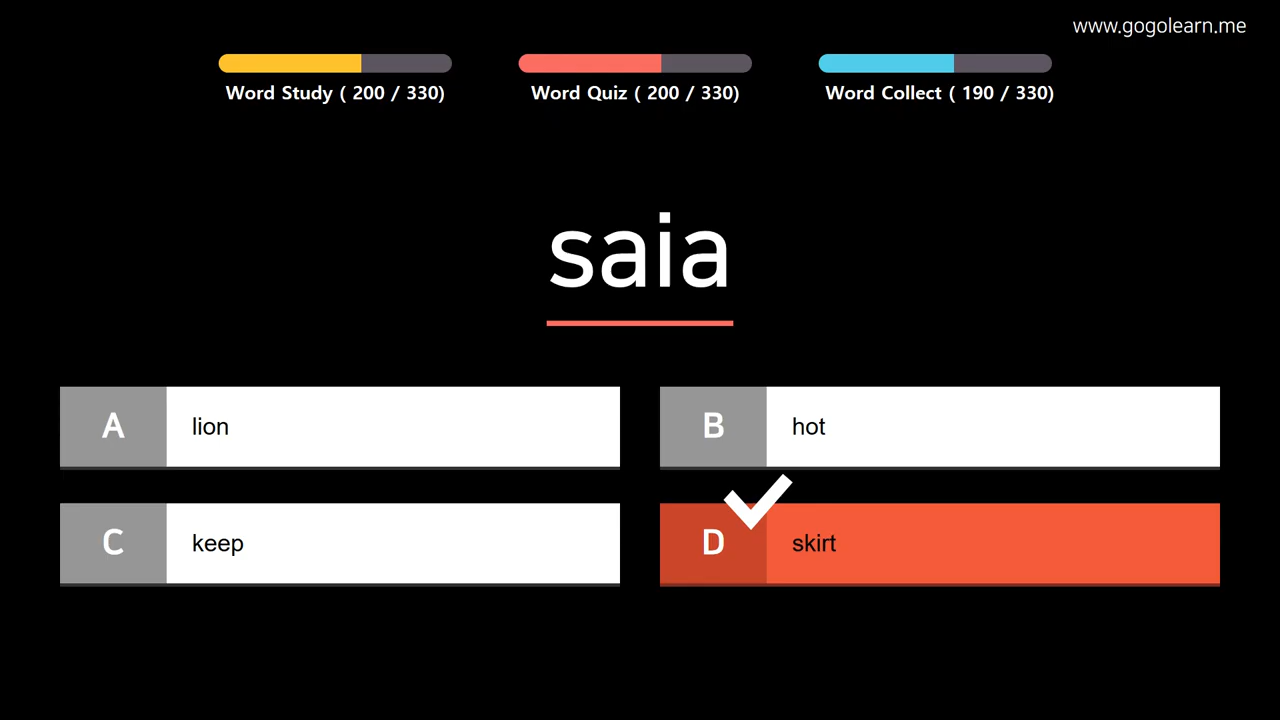 www.gogolearn.me
Word Study ( 200 / 330)
Word Quiz ( 200 / 330)
Word Collect ( 190 / 330)
saia
A
lion
B
hot
C
keep
D
skirt